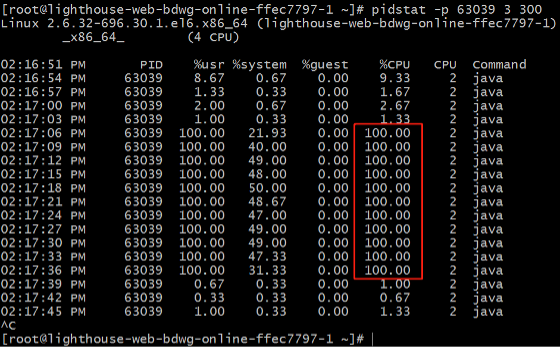 [root@lighthouse-web-bdwg-online-ffec7797-1 ~]# pidstat -p 63039 3 300
Linux 2.6.32-696.30.1.el6.x86_64 (lighthouse-web-bdwg-online-ffec7797-1)
_x86_64_ (4 CPU)
02:16:51 PM PID %usr %system %guest %CPU CPU Command
02:16:54 PM 63039 8.67 0.67 0.00 9.33 2 java
02:16:57 PM 63039 1.33 0.33 0.00 1.67 2 java
02:17:00 PM 63039 2.00 0.67 0.00 2.67 2 java
02:17:03 PM 63039 1.00 0.33 0.00 1.33 2 java
02:17:06 PM 63039 100.00 21.93 0.00 100.00 2 java
02:17:09 PM 63039 100.00 40.00 0.00 100.00 2 java
02:17:12 PM 63039 100.00 49.00 0.00 100.00 2 java
02:17:15 PM 63039 100.00 48.00 0.00 100.00 2 java
02:17:18 PM 63039 100.00 50.00 0.00 100.00 2 java
02:17:21 PM 63039 100.00 48.67 0.00 100.00 2 java
02:17:24 PM 63039 100.00 47.00 0.00 100.00 2 java
02:17:27 PM 63039 100.00 49.00 0.00 100.00 2 java
02:17:30 PM 63039 100.00 49.00 0.00 100.00 2 java
02:17:33 PM 63039 100.00 47.33 0.00 100.00 2 java
02:17:36 PM 63039 100.00 31.33 0.00 100.00 2 java
02:17:39 PM 63039 0.67 0.33 0.00 1.00 2 java
02:17:42 PM 63039 0.33 0.33 0.00 0.67 2 java
02:17:45 PM 63039 1.00 0.33 0.00 1.33 2 java
^C
[root@lighthouse-web-bdwg-online-ffec7797-1 ~]#